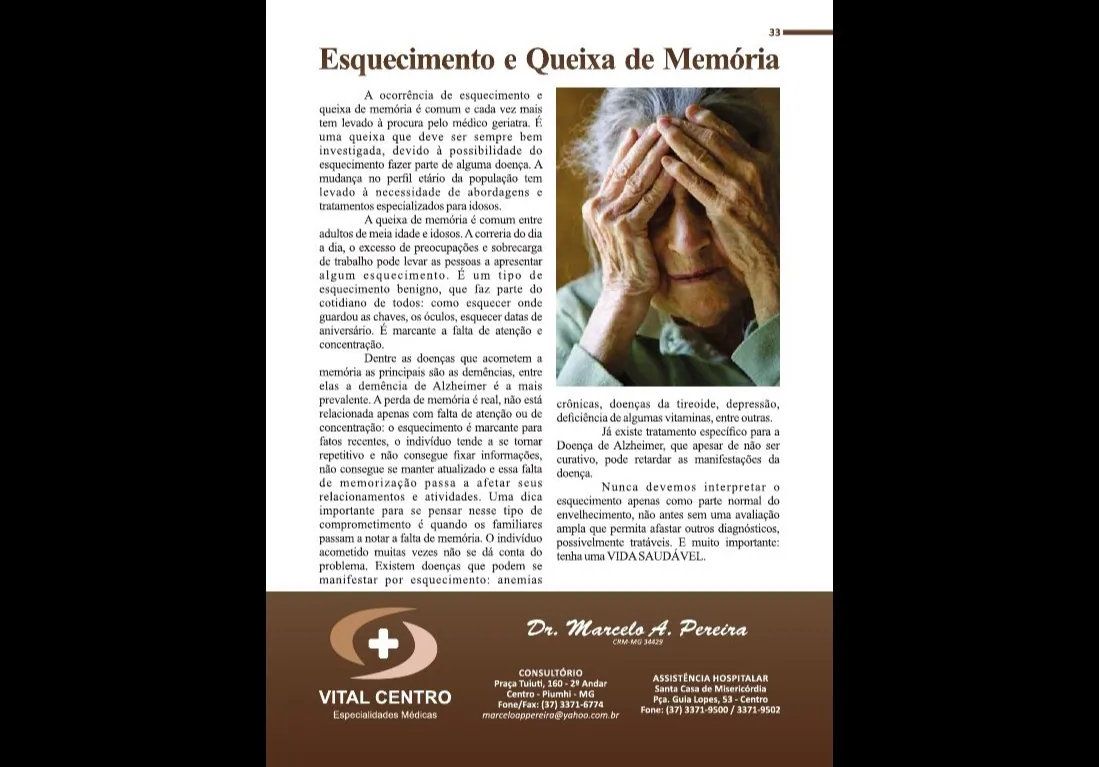 33
Esquecimento e Queixa de Memória
A ocorrência de esquecimento e
queixa de memória é comum e cada vez mais
tem levado à procura pelo médico geriatra. É
uma queixa que deve ser sempre bem
investigada, devido à possibilidade do
esquecimento fazer parte de alguma doença. A
mudança no perfil etário da população tem
levado à necessidade de abordagens e
tratamentos especializados para idosos.
A queixa de memória é comum entre
adultos de meia idade e idosos. A correria do dia
a dia, o excesso de preocupações e sobrecarga
de trabalho pode levar as pessoas a apresentar
algum esquecimento. É um tipo de
esquecimento benigno, que faz parte do
cotidiano de todos: como esquecer onde
guardou as chaves, os óculos, esquecer datas de
aniversário. É marcante a falta de atenção e
concentração.
Dentre as doenças que acometem a
memória as principais são as demências, entre
elas a demência de Alzheimer é a mais
prevalente. A perda de memória é real, não está
relacionada apenas com falta de atenção ou de
concentração: o esquecimento é marcante para
fatos recentes, o indivíduo tende a se tornar
repetitivo e não consegue fixar informações,
não consegue se manter atualizado e essa falta
de memorização passa a afetar seus
relacionamentos e atividades. Uma dica
importante para se pensar nesse tipo de
comprometimento é quando os familiares
passam a notar a falta de memória. O indivíduo
acometido muitas vezes não se dá conta do
problema. Existem doenças que podem se
manifestar por esquecimento: anemias
crônicas, doenças da tireoide, depressão,
deficiência de algumas vitaminas, entre outras.
Já existe tratamento específico para a
Doença de Alzheimer, que apesar de não ser
curativo, pode retardar as manifestações da
doença.
Nunca devemos interpretar o
esquecimento apenas como parte normal do
envelhecimento, não antes sem uma avaliação
ampla que permita afastar outros diagnósticos,
possivelmente tratáveis. E muito importante:
tenha uma VIDA SAUDÁVEL.
VITAL CENTRO
Especialidades Médicas
Dr. Marcelo A. Pereira
CRM-MG 34429
CONSULTÓRIO
Praça Tuiuti, 160 - 2º Andar
Centro - Piumhi - MG
Fone/Fax: (37) 3371-6774
marceloappereira@yahoo.com.br
ASSISTÊNCIA HOSPITALAR
Santa Casa de Misericórdia
Pça. Guia Lopes, 53 - Centro
Fone: (37) 3371-9500 / 3371-9502